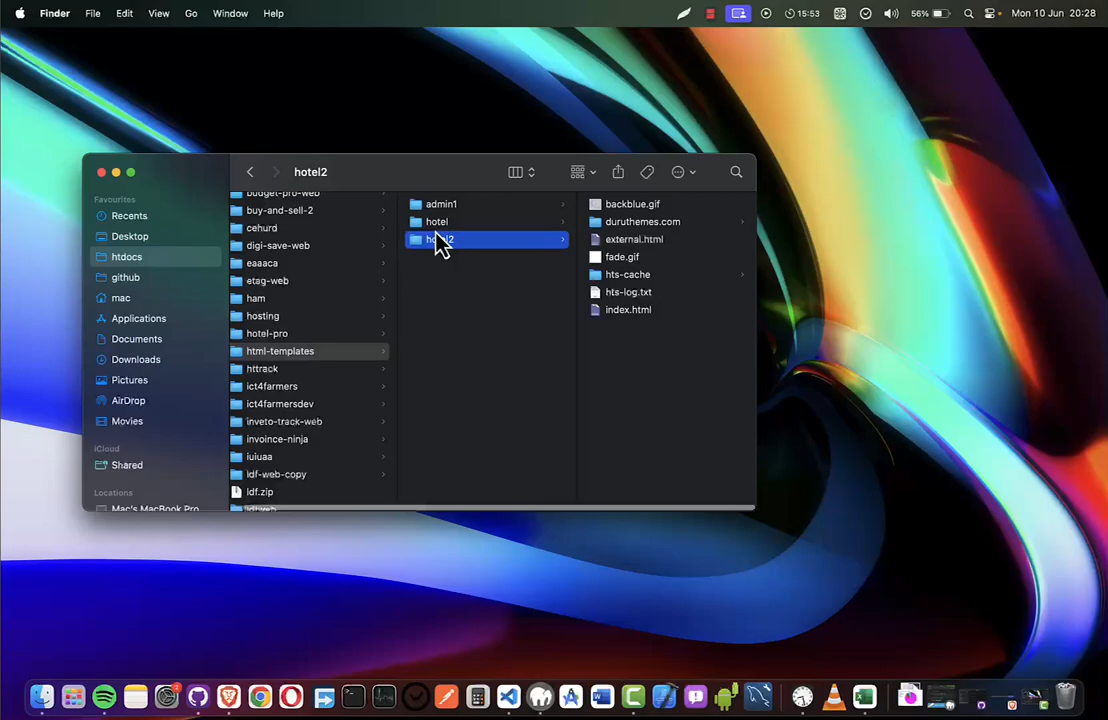 Finder File Edit View Go Window Help 15:53 56% Mon 10 Jun 20:28
hotel2
Favourites
Recents
Desktop
htdocs
github
mac
Applications
Documents
Downloads
Pictures
AirDrop
Movies
iCloud
Shared
Locations
Mac's MacBook Pro
budget-pro-web
buy-and-sell-2
cehurd
digi-save-web
eaaaca
etag-web
ham
hosting
hotel-pro
html-templates
httrack
ict4farmers
ict4farmersdev
inveto-track-web
invoince-ninja
iuiuaa
ldf-web-copy
ldf.zip
admin1
hotel
hotel2
backblue.gif
duruthemes.com
external.html
fade.gif
hts-cache
hts-log.txt
index.html